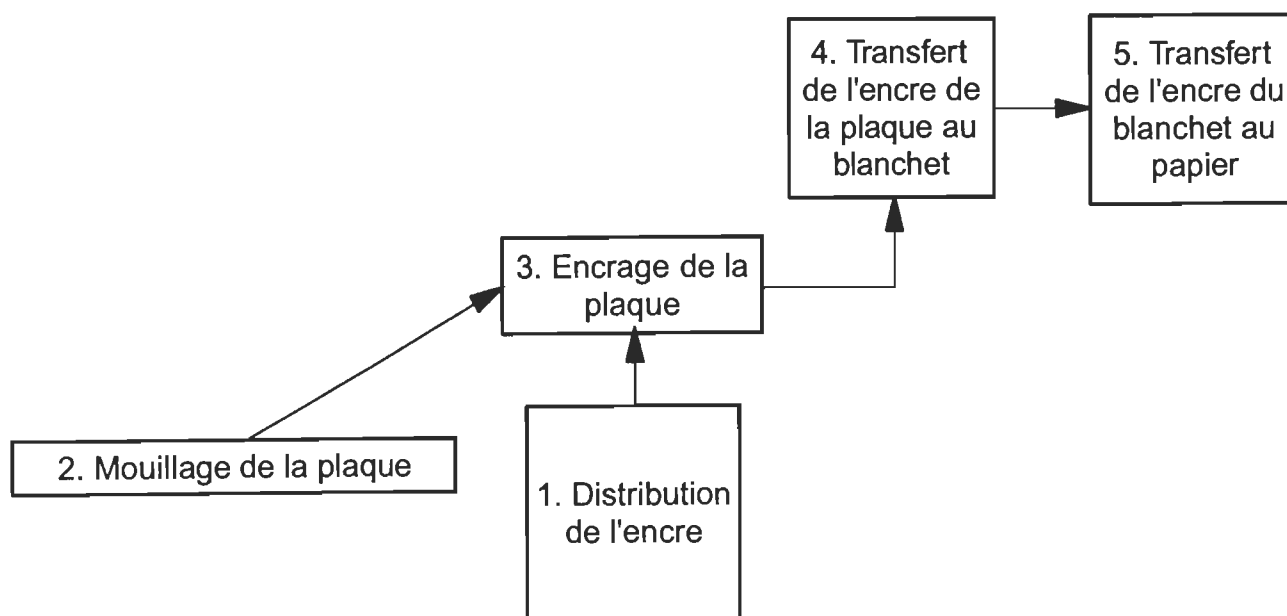 4. Transfert
de l'encre de
la plaque au
blanchet
5. Transfert
de l'encre du
blanchet au
papier
3. Encrage de la
plaque
2. Mouillage de la plaque
1. Distribution
de l'encre